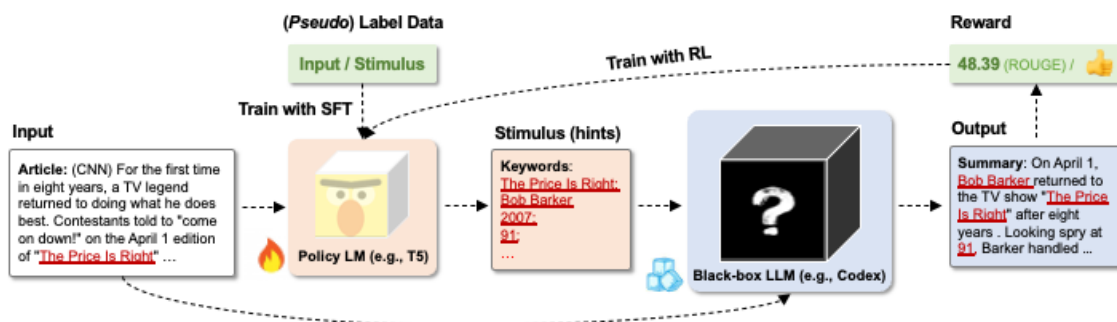 (Pseudo) Label Data
Reward
Input / Stimulus
Train with RL
48.39 (ROUGE) /
Train with SFT
Input
Stimulus (hints)
Output
Article: (CNN) For the first time
in eight years, a TV legend
returned to doing what he does
best. Contestants told to "come
on down!" on the April 1 edition
of "The Price Is Right" ...
Policy LM (e.g., T5)
Keywords:
The Price Is Right;
Bob Barker
2007;
91;
...
?
Black-box LLM (e.g., Codex)
Summary: On April 1,
Bob Barker returned to
the TV show "The Price
Is Right" after eight
years . Looking spry at
91, Barker handled ...